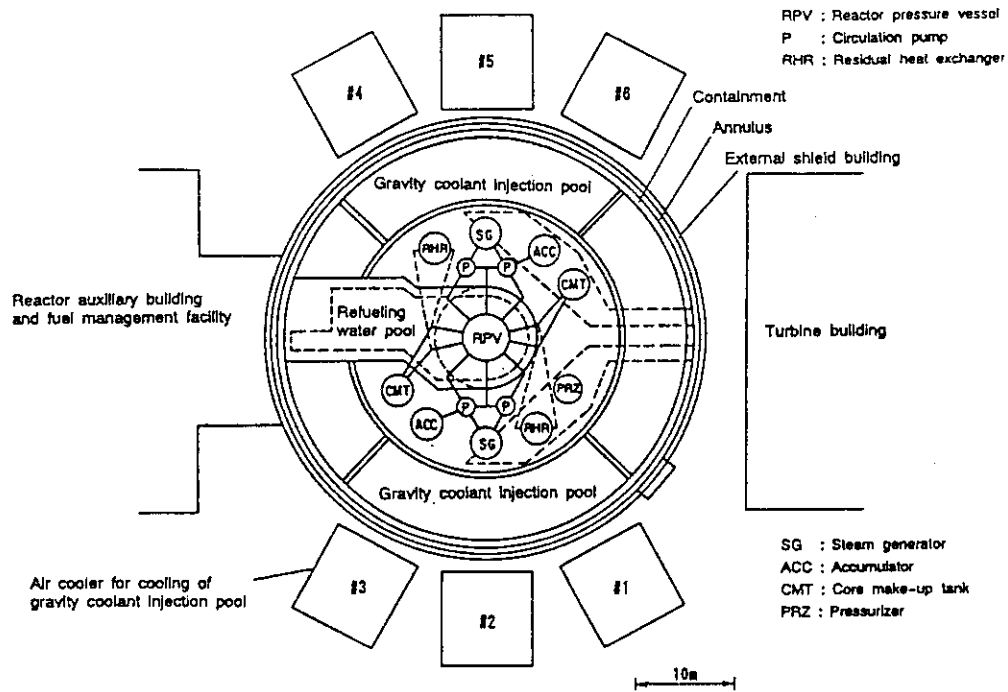 RPV : Reactor pressure vessel
P : Circulation pump
RHR : Residual heat exchanger
#5
#4
#6
Containment
Annulus
External shield building
Gravity coolant injection pool
SG
RHR
ACC
P
P
CMT
Reactor auxiliary building
and fuel management facility
Refueling
water pool
RPV
Turbine building
CMT
PRZ
P
P
ACC
RHR
SG
Gravity coolant injection pool
SG : Steam generator
ACC : Accumulator
CMT : Core make-up tank
PRZ : Pressurizer
Air cooler for cooling of
gravity coolant injection pool
#3
#2
#1
10m